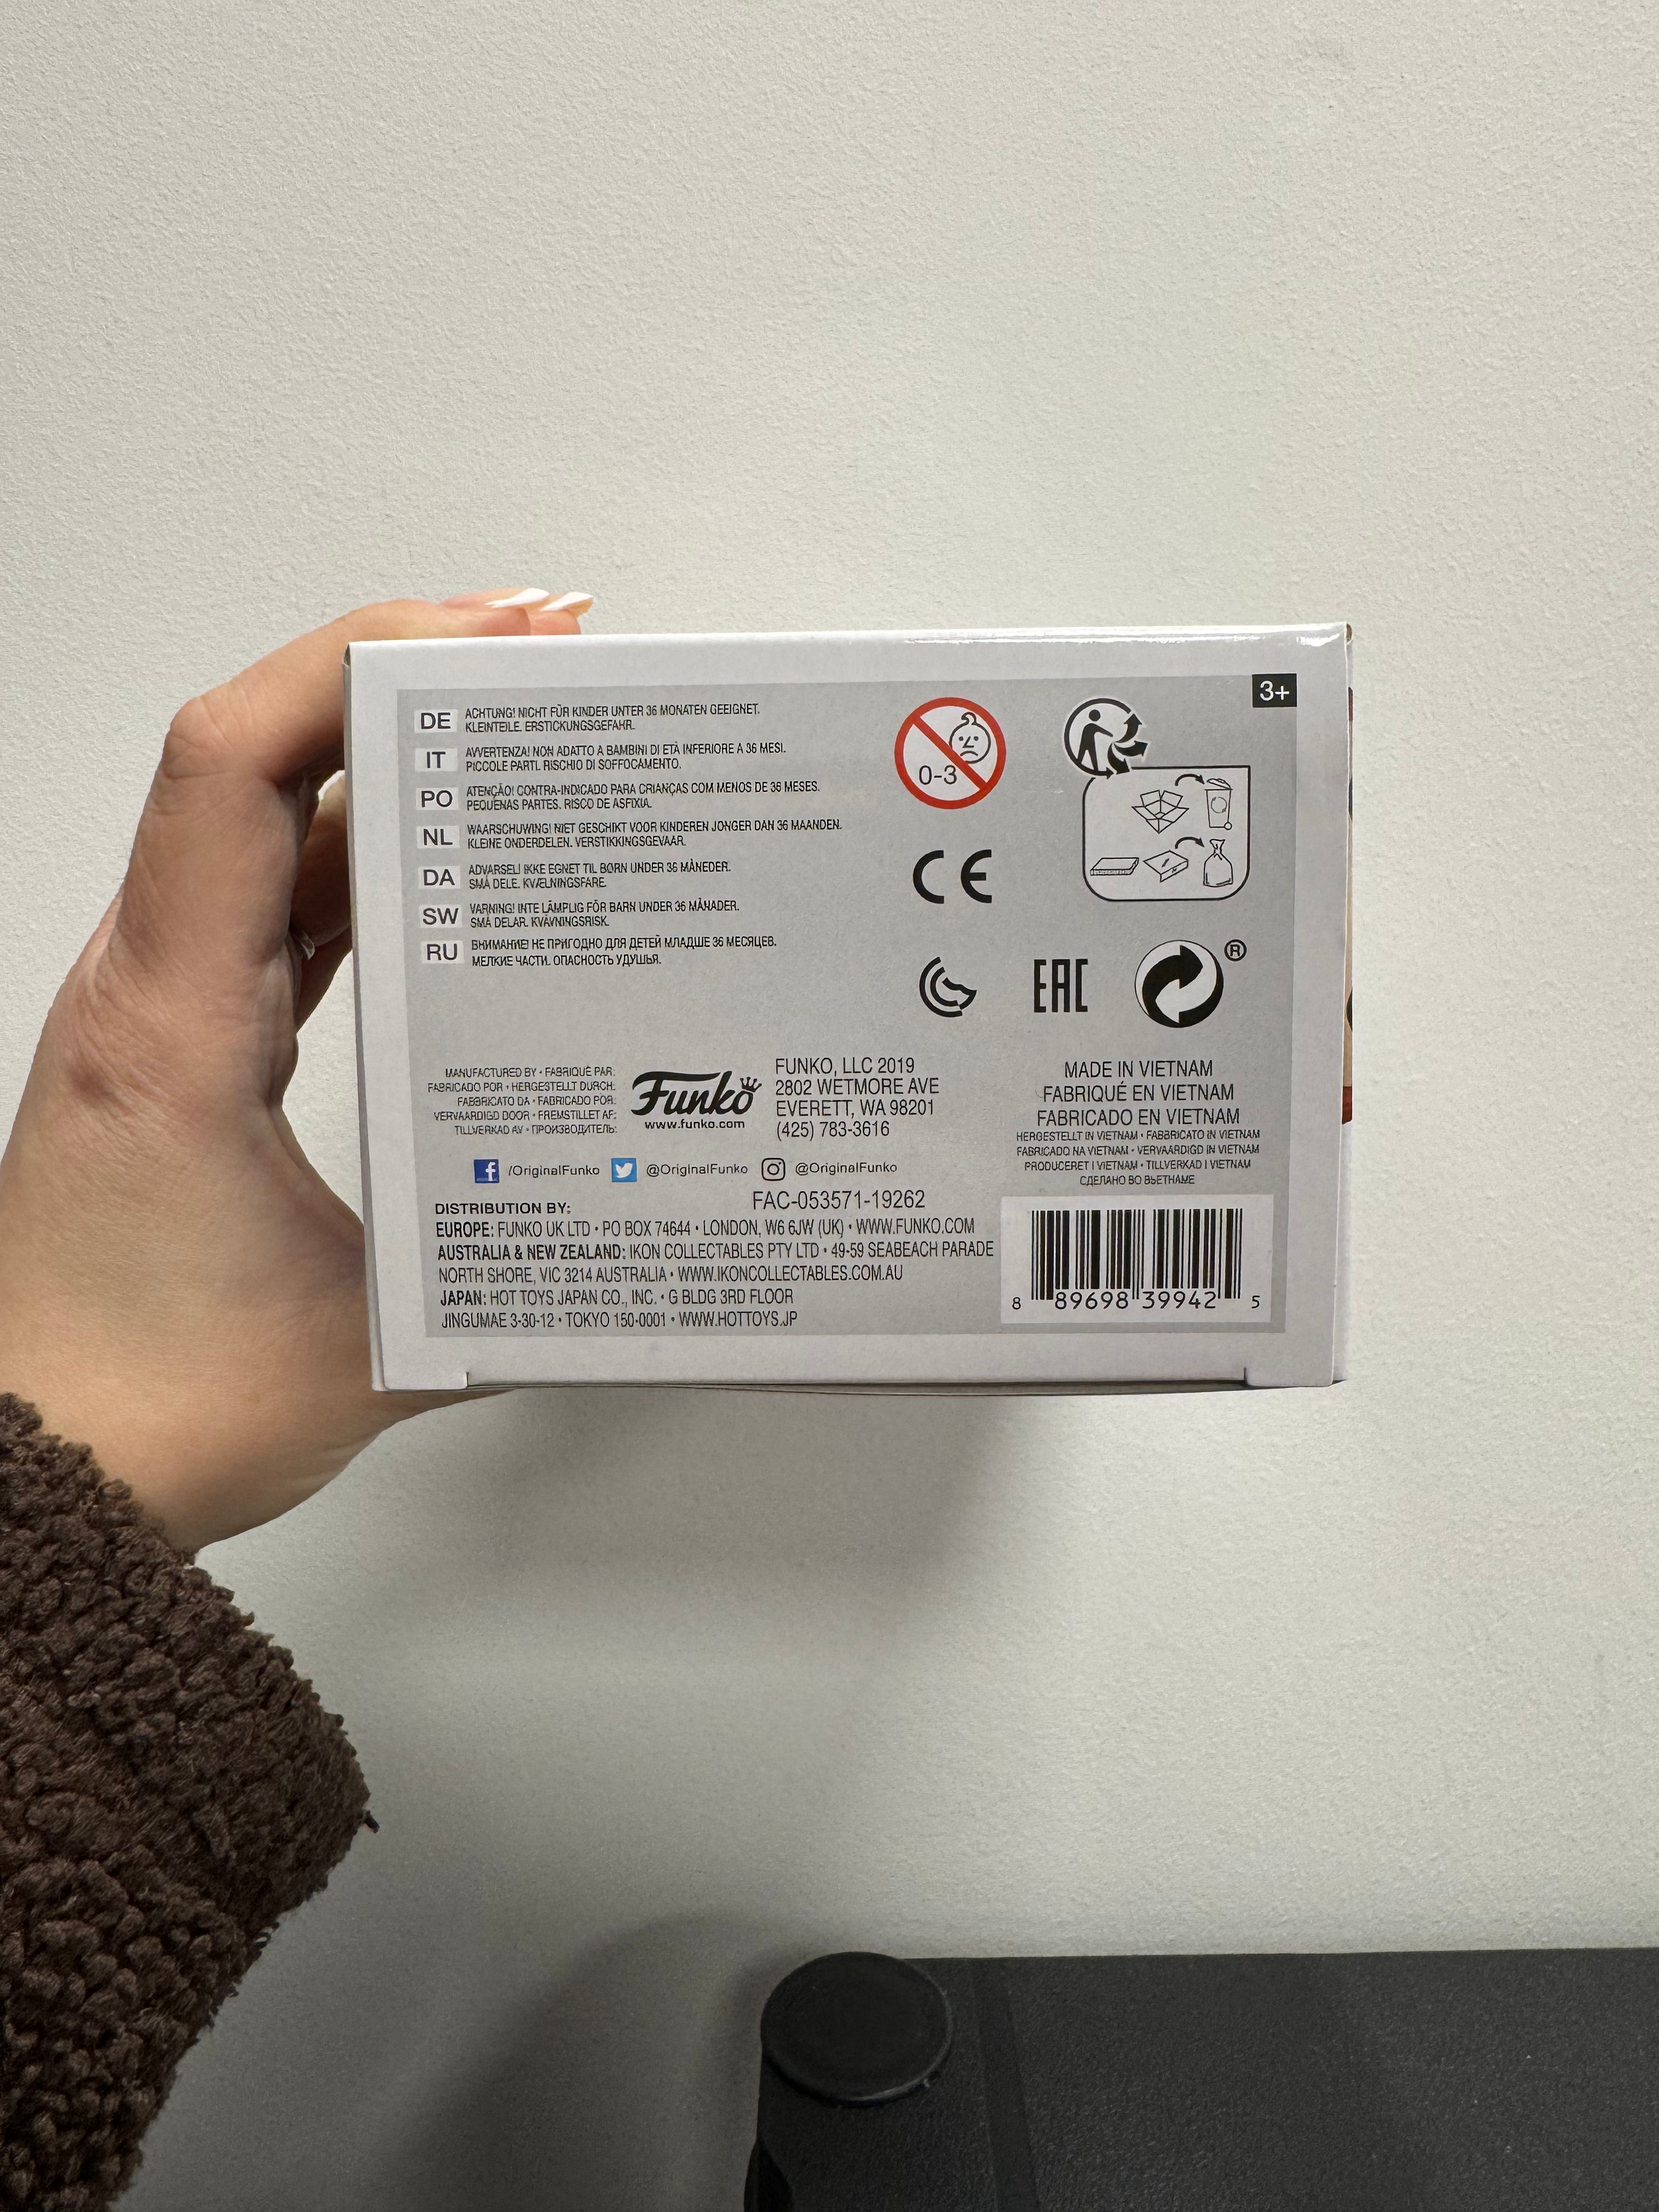 3+
DE ACHTUNG! NICHT FÜR KINDER UNTER 36 MONATEN GEEIGNET.
KLEINTEILE. ERSTICKUNGSGEFAHR.
IT AVVERTENZA! NON ADATTO A BAMBINI DI ETÀ INFERIORE A 36 MESI.
PICCOLE PARTI. RISCHIO DI SOFFOCAMENTO.
PO ATENÇÃO! CONTRA-INDICADO PARA CRIANÇAS COM MENOS DE 36 MESES.
PEQUENAS PARTES. RISCO DE ASFIXIA.
NL WAARSCHUWING! NIET GESCHIKT VOOR KINDEREN JONGER DAN 36 MAANDEN.
KLEINE ONDERDELEN. VERSTIKKINGSGEVAAR.
DA ADVARSEL! IKKE EGNET TIL BØRN UNDER 36 MÅNEDER.
SMÅ DELE. KVÆLNINGSFARE.
SW VARNING! INTE LÄMPLIG FÖR BARN UNDER 36 MÅNADER.
SMÅ DELAR. KVÄVNINGSRISK.
RU ВНИМАНИЕ! НЕ ПРИГОДНО ДЛЯ ДЕТЕЙ МЛАДШЕ 36 МЕСЯЦЕВ.
МЕЛКИЕ ЧАСТИ. ОПАСНОСТЬ УДУШЬЯ.
0-3
CE
EAC
®
MANUFACTURED BY • FABRIQUÉ PAR:
FABRICADO POR • HERGESTELLT DURCH:
FABBRICATO DA • FABRICADO POR:
VERVAARDIGD DOOR • FREMSTILLET AF:
TILLVERKAD AV • ПРОИЗВОДИТЕЛЬ:
Funko
www.funko.com
FUNKO, LLC 2019
2802 WETMORE AVE
EVERETT, WA 98201
(425) 783-3616
MADE IN VIETNAM
FABRIQUÉ EN VIETNAM
FABRICADO EN VIETNAM
HERGESTELLT IN VIETNAM • FABBRICATO IN VIETNAM
FABRICADO NA VIETNAM • VERVAARDIGD IN VIETNAM
PRODUCERET I VIETNAM • TILLVERKAD I VIETNAM
СДЕЛАНО ВО ВЬЕТНАМЕ
/OriginalFunko @OriginalFunko @OriginalFunko
FAC-053571-19262
DISTRIBUTION BY:
EUROPE: FUNKO UK LTD • PO BOX 74644 • LONDON, W6 6JW (UK) • WWW.FUNKO.COM
AUSTRALIA & NEW ZEALAND: IKON COLLECTABLES PTY LTD • 49-59 SEABEACH PARADE
NORTH SHORE, VIC 3214 AUSTRALIA • WWW.IKONCOLLECTABLES.COM.AU
JAPAN: HOT TOYS JAPAN CO., INC. • G BLDG 3RD FLOOR
JINGUMAE 3-30-12 • TOKYO 150-0001 • WWW.HOTTOYS.JP
8 89698 39942 5